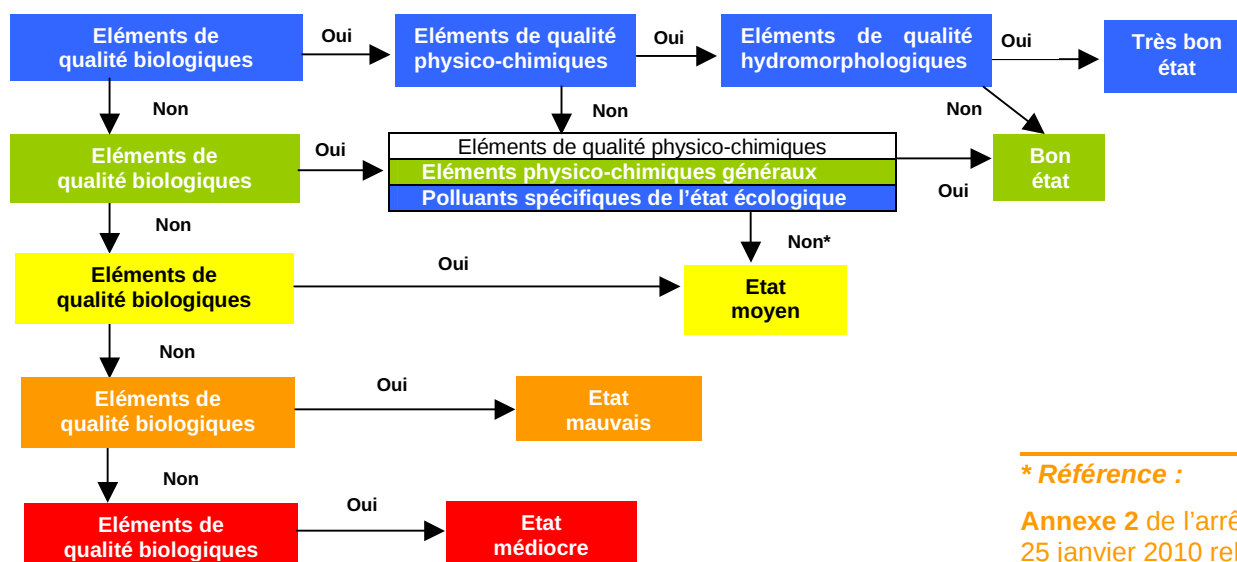 Eléments de
qualité biologiques
Oui
Eléments de qualité
physico-chimiques
Oui
Eléments de qualité
hydromorphologiques
Oui
Très bon
état
Non
Non
Non
Eléments de
qualité biologiques
Oui
Eléments de qualité physico-chimiques
Eléments physico-chimiques généraux
Polluants spécifiques de l'état écologique
Oui
Bon
état
Non
Non*
Eléments de
qualité biologiques
Oui
Etat
moyen
Non
Eléments de
qualité biologiques
Oui
Etat
mauvais
Non
Eléments de
qualité biologiques
Oui
Etat
médiocre
* Référence :
Annexe 2 de l'arrê
25 janvier 2010 rel